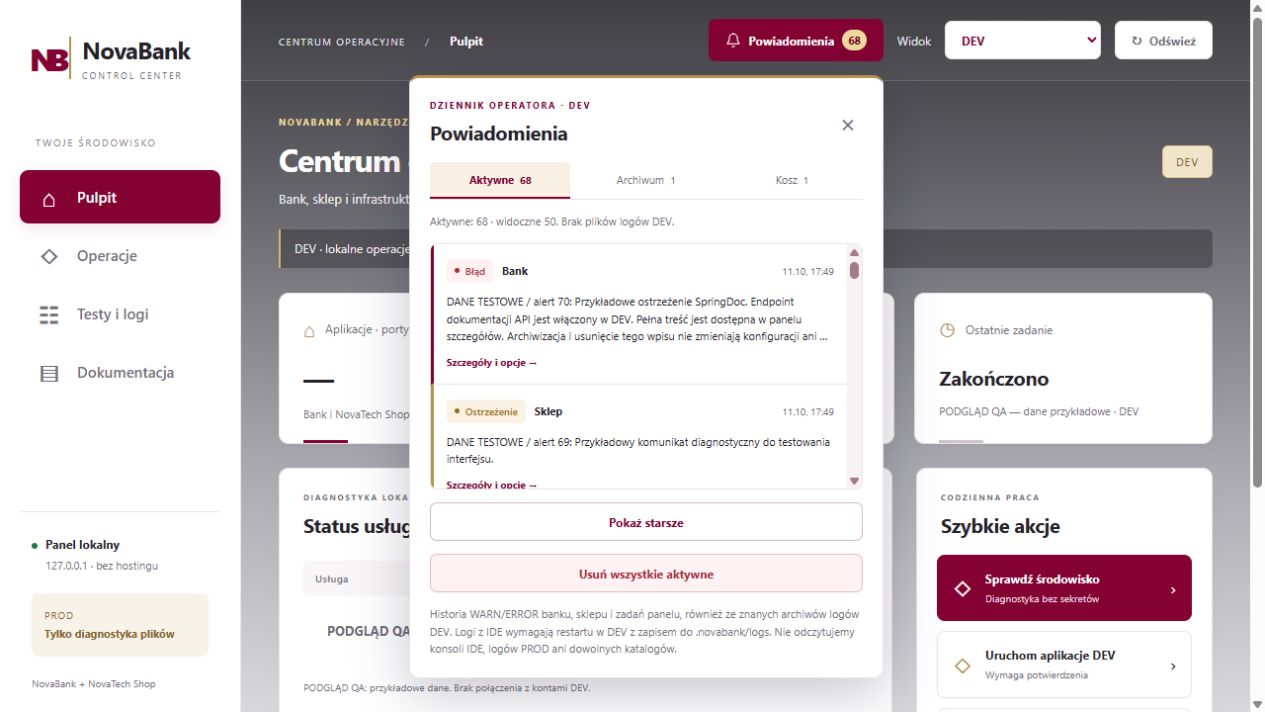 NB NovaBank
CONTROL CENTER
TWOJE ŚRODOWISKO
Pulpit
Operacje
Testy i logi
Dokumentacja
Panel lokalny
127.0.0.1 · bez hostingu
PROD
Tylko diagnostyka plików
NovaBank + NovaTech Shop
CENTRUM OPERACYJNE / Pulpit
Powiadomienia 68
Widok
DEV
Odśwież
NOVABANK / NARZĘDZ
Centrum
Bank, sklep i infrastrukt
DEV
DEV · lokalne operacje
Aplikacje · porty
Bank i NovaTech Shop
Ostatnie zadanie
Zakończono
PODGLĄD QA — dane przykładowe · DEV
DIAGNOSTYKA LOKA
Status usług
Usługa
PODGLĄD QA
PODGLĄD QA: przykładowe dane. Brak połączenia z kontami DEV.
CODZIENNA PRACA
Szybkie akcje
Sprawdź środowisko
Diagnostyka bez sekretów
Uruchom aplikacje DEV
Wymaga potwierdzenia
DZIENNIK OPERATORA · DEV
Powiadomienia
Aktywne 68
Archiwum 1
Kosz 1
Aktywne: 68 · widoczne 50. Brak plików logów DEV.
Błąd Bank 11.10, 17:49
DANE TESTOWE / alert 70: Przykładowe ostrzeżenie SpringDoc. Endpoint
dokumentacji API jest włączony w DEV. Pełna treść jest dostępna w panelu
szczegółów. Archiwizacja i usunięcie tego wpisu nie zmieniają konfiguracji ani ...
Szczegóły i opcje →
Ostrzeżenie Sklep 11.10, 17:49
DANE TESTOWE / alert 69: Przykładowy komunikat diagnostyczny do testowania
interfejsu.
Szczegóły i opcje →
Pokaż starsze
Usuń wszystkie aktywne
Historia WARN/ERROR banku, sklepu i zadań panelu, również ze znanych archiwów logów
DEV. Logi z IDE wymagają restartu w DEV z zapisem do .novabank/logs. Nie odczytujemy
konsoli IDE, logów PROD ani dowolnych katalogów.